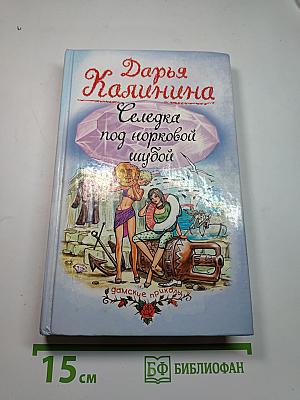 Дарья
Калинина
Селедка
под норковой
шубой
дамские приколы
15 см
БФ БИБЛИОФАН